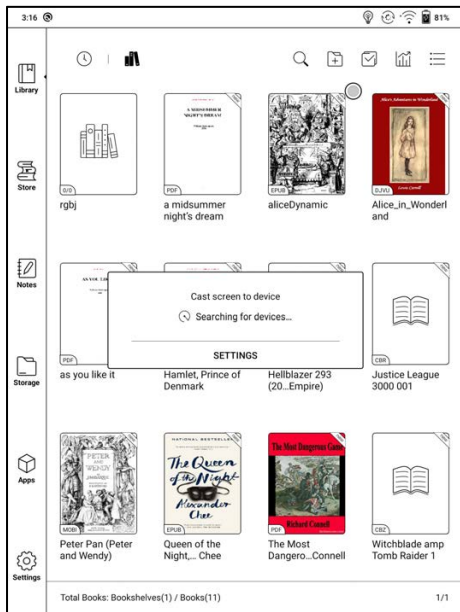 3:16
81%
Library
Store
Notes
Storage
Apps
Settings
0/0
rgbj
A MIDSUMMER
NIGHT'S DREAM
PDF
a midsummer
night's dream
EPUB
aliceDynamic
Alice's Adventures in Wonderland
Lewis Carroll
DJVU
Alice_in_Wonderl
and
PDF
as you like it
Hamlet, Prince of
Denmark
Hellblazer 293
(20...Empire)
CBR
Justice League
3000 001
Cast screen to device
Searching for devices...
SETTINGS
PETER
AND
WENDY
MOBI
Peter Pan (Peter
and Wendy)
NATIONAL BESTSELLER
The Queen
of the Night
Alexander
Chee
EPUB
Queen of the
Night,... Chee
The Most Dangerous Game
Richard Connell
PDF
The Most
Dangero...Connell
CBZ
Witchblade amp
Tomb Raider 1
Total Books: Bookshelves(1) / Books(11)
1/1